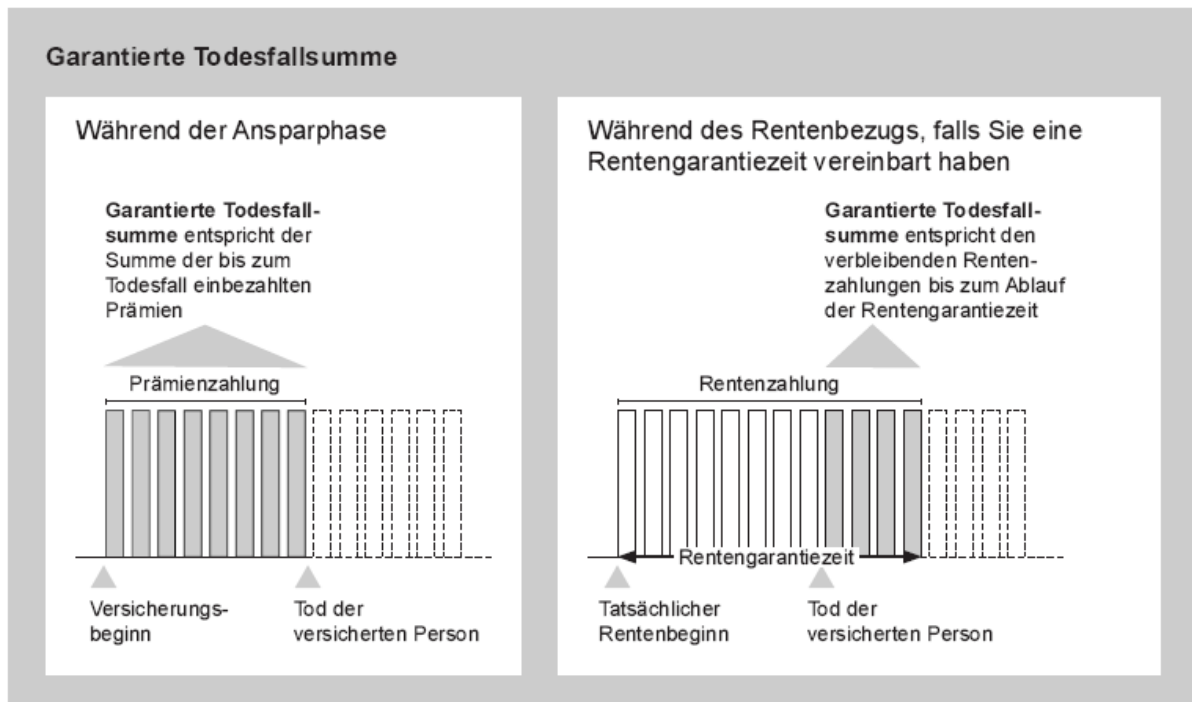 Garantierte Todesfallsumme
Während der Ansparphase
Garantierte Todesfall-
summe entspricht der
Summe der bis zum
Todesfall einbezahlten
Prämien
Prämienzahlung
Versicherungs-
beginn
Tod der
versicherten Person
Während des Rentenbezugs, falls Sie eine
Rentengarantiezeit vereinbart haben
Garantierte Todesfall-
summe entspricht den
verbleibenden Renten-
zahlungen bis zum Ablauf
der Rentengarantiezeit
Rentenzahlung
Rentengarantiezeit
Tatsächlicher
Rentenbeginn
Tod der
versicherten Person